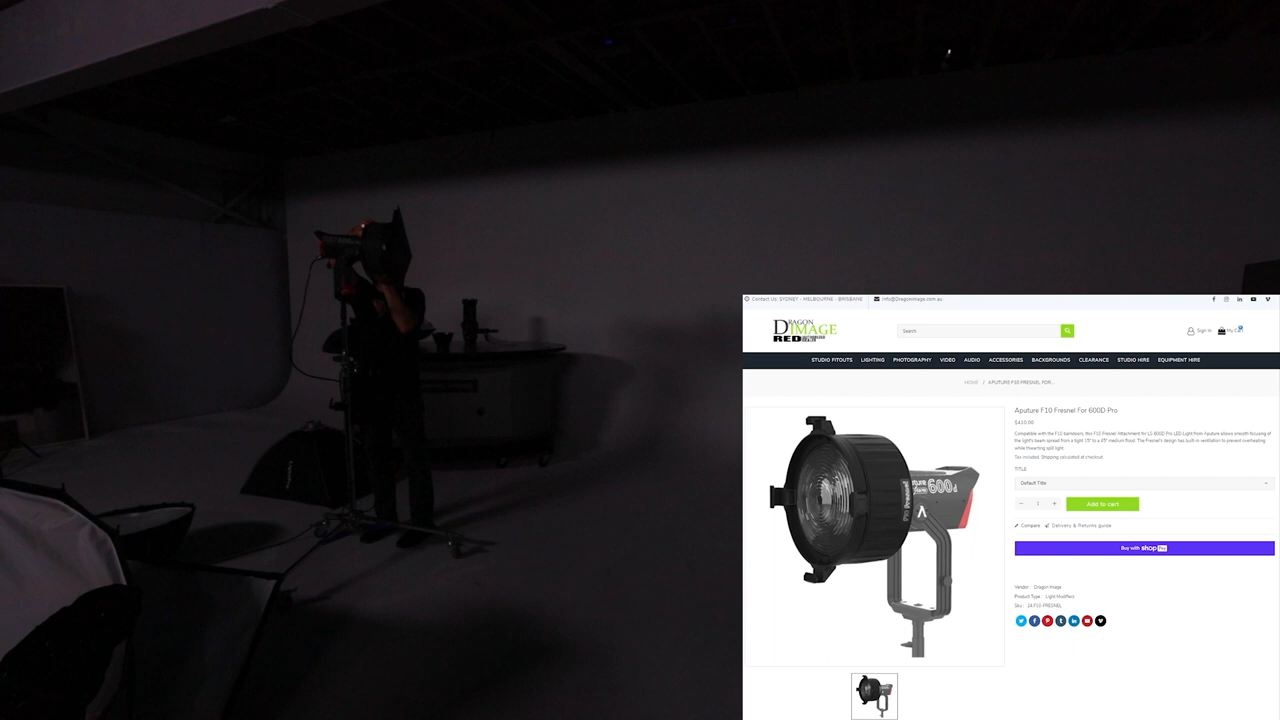 Contact Us: SYDNEY - MELBOURNE - BRISBANE
Info@Dragonimage.com.au
DRAGON IMAGE
RED
Search
Sign In
My Cart
STUDIO FITOUTS LIGHTING PHOTOGRAPHY VIDEO AUDIO ACCESSORIES BACKGROUNDS CLEARANCE STUDIO HIRE EQUIPMENT HIRE
HOME / APUTURE F10 FRESNEL FOR...
Aputure F10 Fresnel For 600D Pro
$410.00
Compatible with the F10 barndoors, this F10 Fresnel Attachment for LS 600D Pro LED Light from Aputure allows smooth focusing of
the light's beam spread from a tight 15° to a 45° medium flood. The Fresnel's design has built-in ventilation to prevent overheating
while thwarting spill light.
Tax included. Shipping calculated at checkout.
TITLE
Default Title
− 1 +
Add to cart
Compare
Delivery & Returns guide
Buy with shop Pay
Vendor : Dragon Image
Product Type : Light Modifiers
Sku : LA.F10-FRESNEL
600d
F10 Fresnel